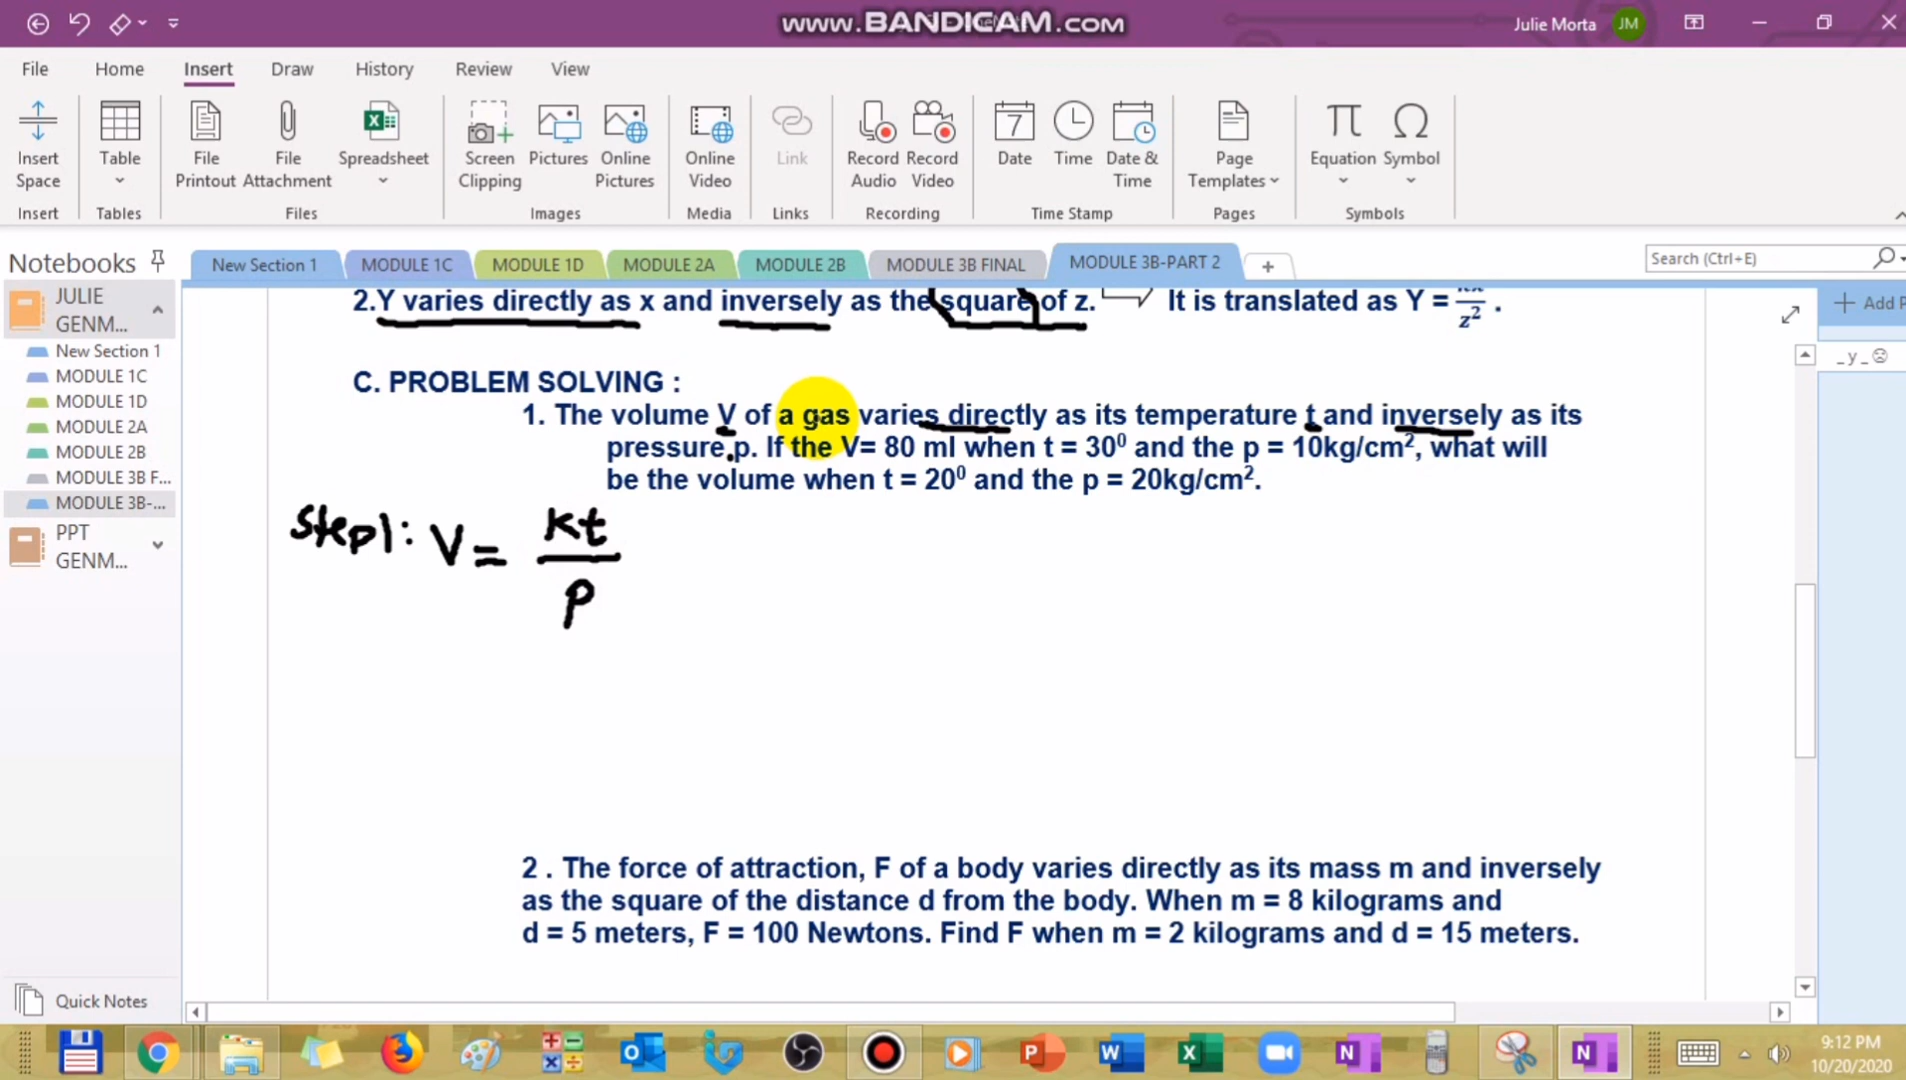 www.BANDICAM.com
Julie Morta JM
File Home Insert Draw History Review View
Insert Space
Table
File Printout
File Attachment
Spreadsheet
Screen Clipping
Pictures
Online Pictures
Online Video
Link
Record Audio
Record Video
Date
Time
Date & Time
Page Templates
Equation
Symbol
Insert Tables Files Images Media Links Recording Time Stamp Pages Symbols
Notebooks
New Section 1 MODULE 1C MODULE 1D MODULE 2A MODULE 2B MODULE 3B FINAL MODULE 3B-PART 2 +
Search (Ctrl+E)
JULIE
GENM...
New Section 1
MODULE 1C
MODULE 1D
MODULE 2A
MODULE 2B
MODULE 3B F...
MODULE 3B-...
PPT
GENM...
Quick Notes
+ Add P
_y_☹
2.Y varies directly as x and inversely as the square of z. It is translated as Y = kx/z² .
C. PROBLEM SOLVING :
1. The volume V of a gas varies directly as its temperature t and inversely as its
pressure p. If the V= 80 ml when t = 30⁰ and the p = 10kg/cm², what will
be the volume when t = 20⁰ and the p = 20kg/cm².
Step1: V = kt/p
2 . The force of attraction, F of a body varies directly as its mass m and inversely
as the square of the distance d from the body. When m = 8 kilograms and
d = 5 meters, F = 100 Newtons. Find F when m = 2 kilograms and d = 15 meters.
9:12 PM
10/20/2020